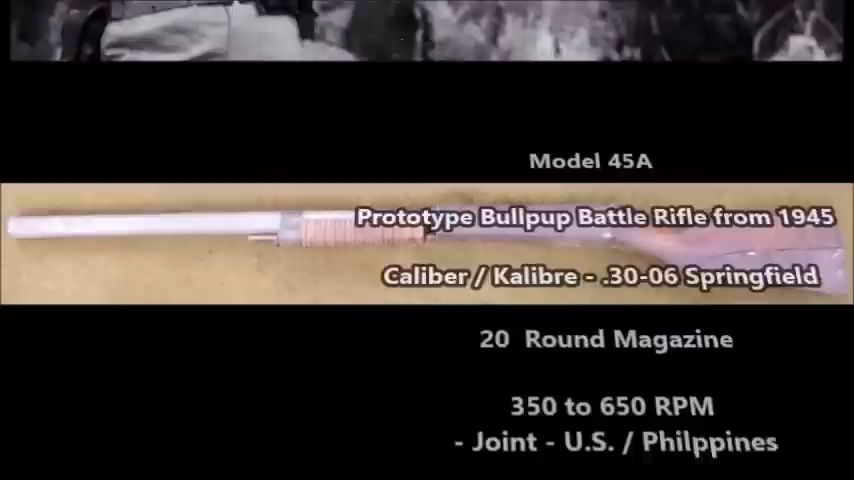 Model 45A
Prototype Bullpup Battle Rifle from 1945
Caliber / Kalibre - .30-06 Springfield
20 Round Magazine
350 to 650 RPM
- Joint - U.S. / Philppines